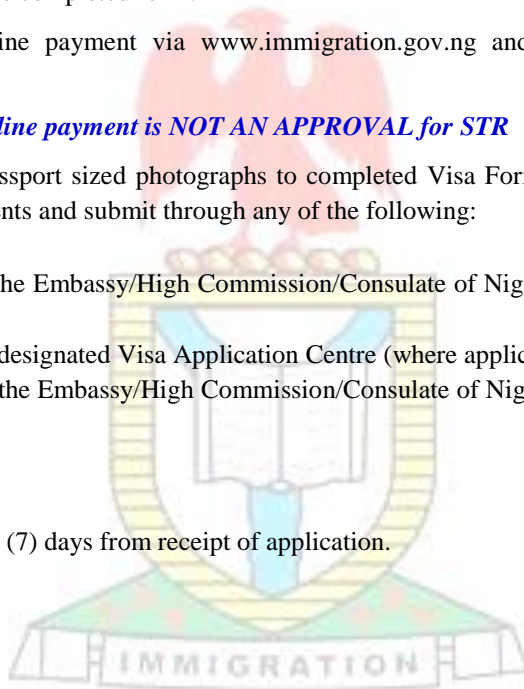 ine payment via www.immigration.gov.ng and
line payment is NOT AN APPROVAL for STR
ssport sized photographs to completed Visa For
ents and submit through any of the following:
the Embassy/High Commission/Consulate of Nig
designated Visa Application Centre (where applic
the Embassy/High Commission/Consulate of Nig
(7) days from receipt of application.
IMMIGRATION